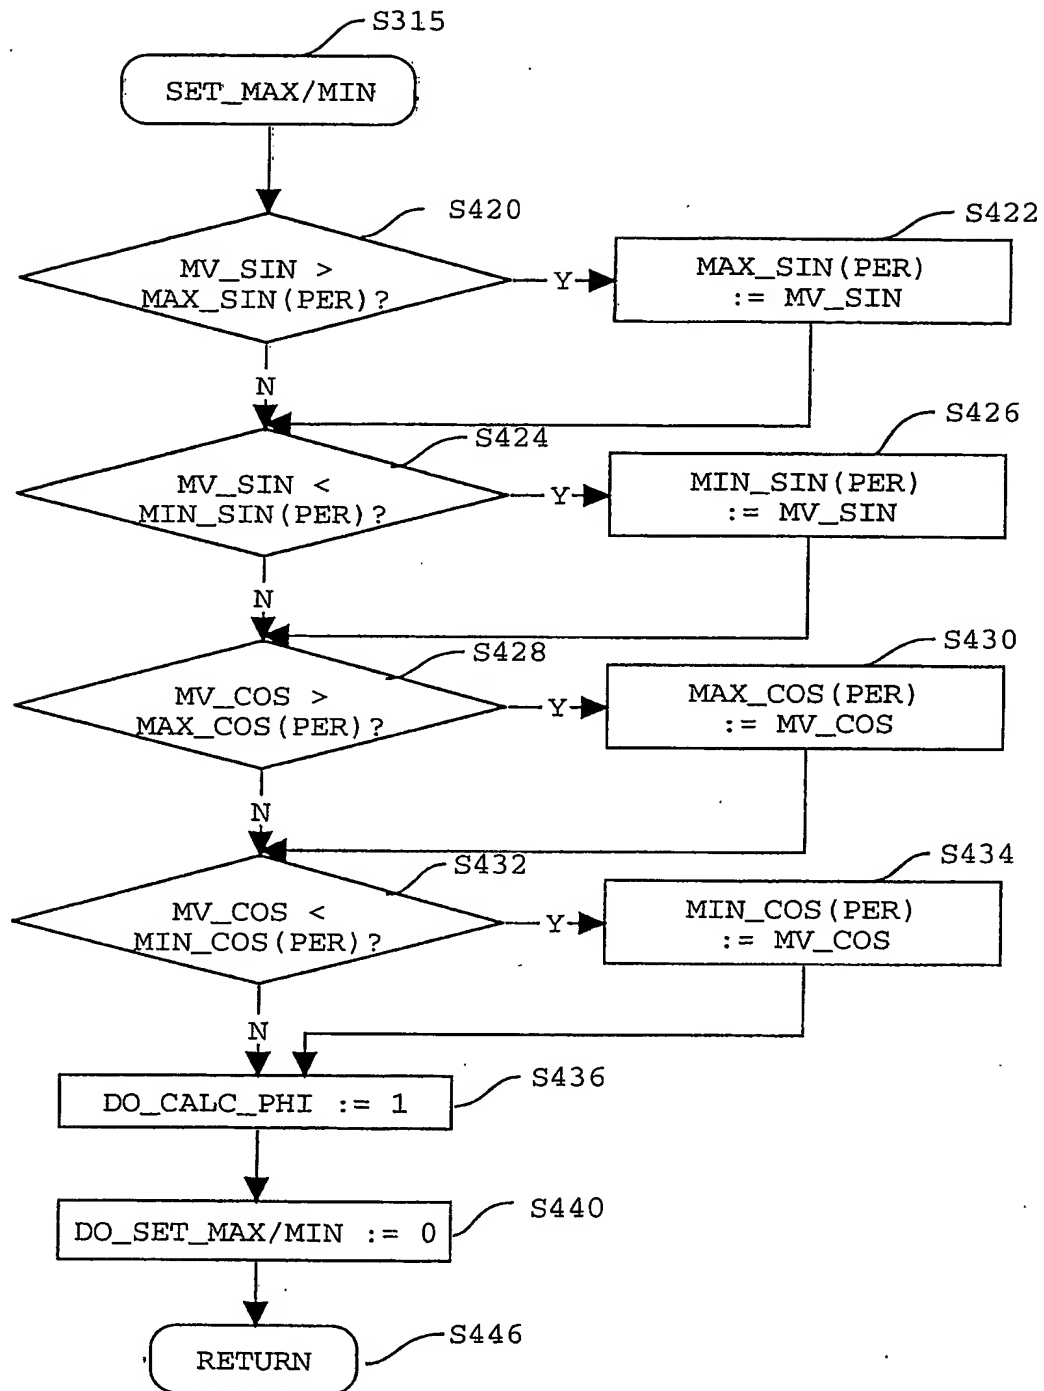 S315
SET_MAX/MIN
S420
MV_SIN >
MAX_SIN(PER)?
Y
S422
MAX_SIN(PER)
:= MV_SIN
N
S424
MV_SIN <
MIN_SIN(PER)?
Y
S426
MIN_SIN(PER)
:= MV_SIN
N
S428
MV_COS >
MAX_COS(PER)?
Y
S430
MAX_COS(PER)
:= MV_COS
N
S432
MV_COS <
MIN_COS(PER)?
Y
S434
MIN_COS(PER)
:= MV_COS
N
S436
DO_CALC_PHI := 1
S440
DO_SET_MAX/MIN := 0
S446
RETURN